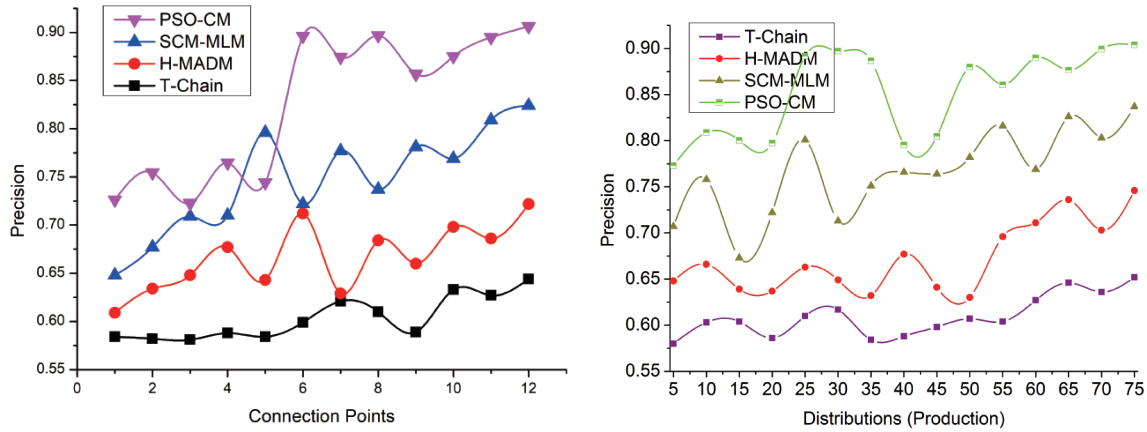 PSO-CM
SCM-MLM
H-MADM
T-Chain
0.90
0.85
0.80
0.75
0.70
0.65
0.60
0.55
Precision
0 2 4 6 8 10 12
Connection Points
T-Chain
H-MADM
SCM-MLM
PSO-CM
0.90
0.85
0.80
0.75
0.70
0.65
0.60
0.55
Precision
5 10 15 20 25 30 35 40 45 50 55 60 65 70 75
Distributions (Production)